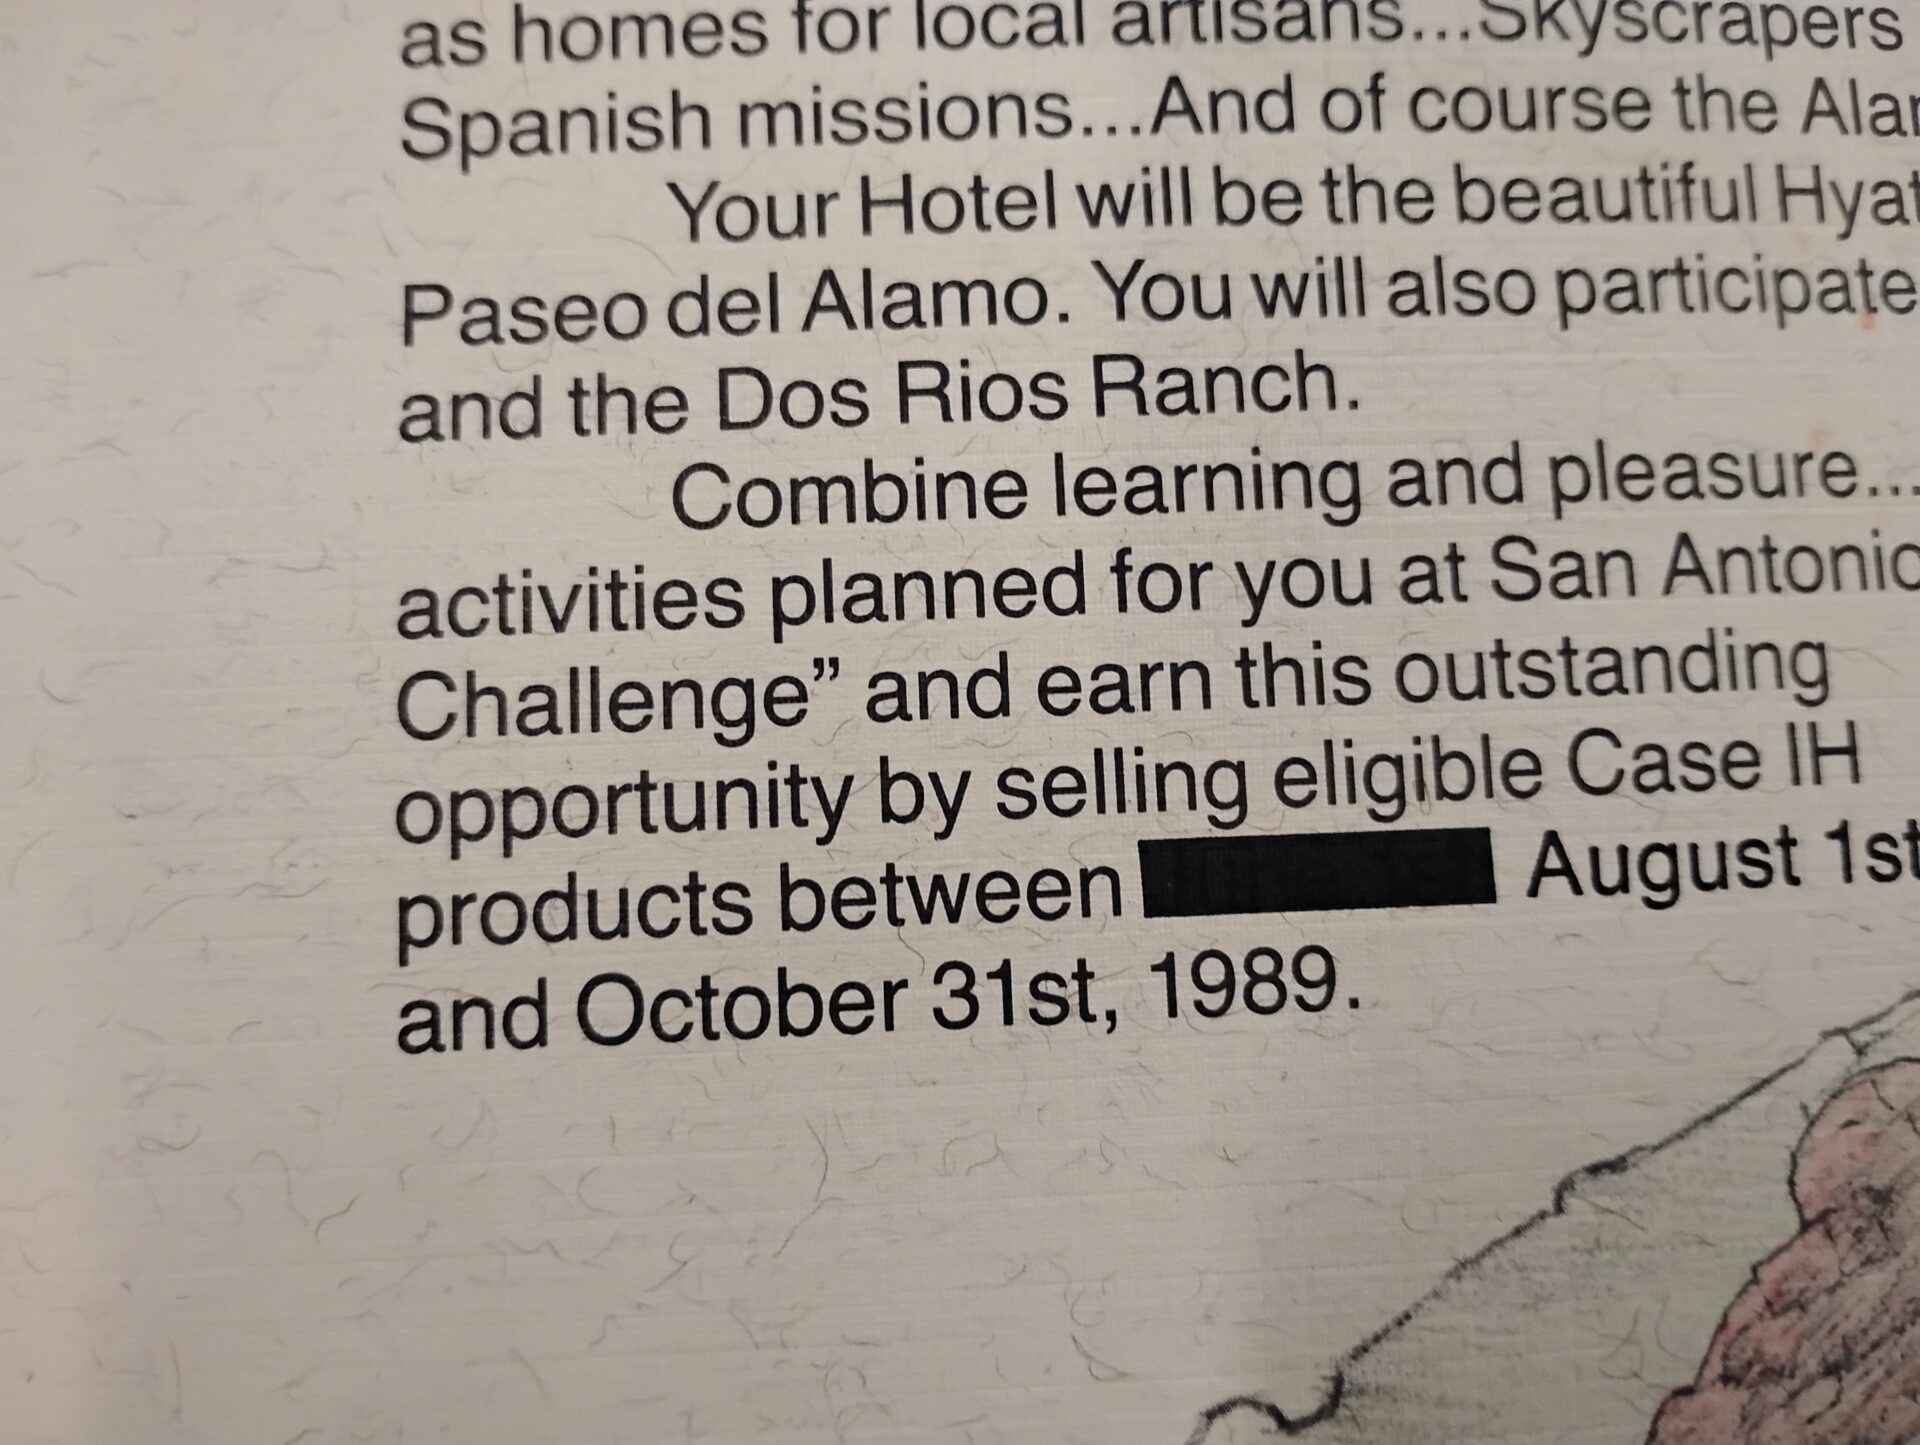 as homes for local artisans...Skyscrapers
Spanish missions...And of course the
Your Hotel will be the beautiful
Paseo del Alamo. You will also participate
and the Dos Rios Ranch.
Combine learning and pleasure...
activities planned for you at San
Challenge” and earn this outstanding
opportunity by selling eligible Case IH
products between August 1st
and October 31st, 1989.